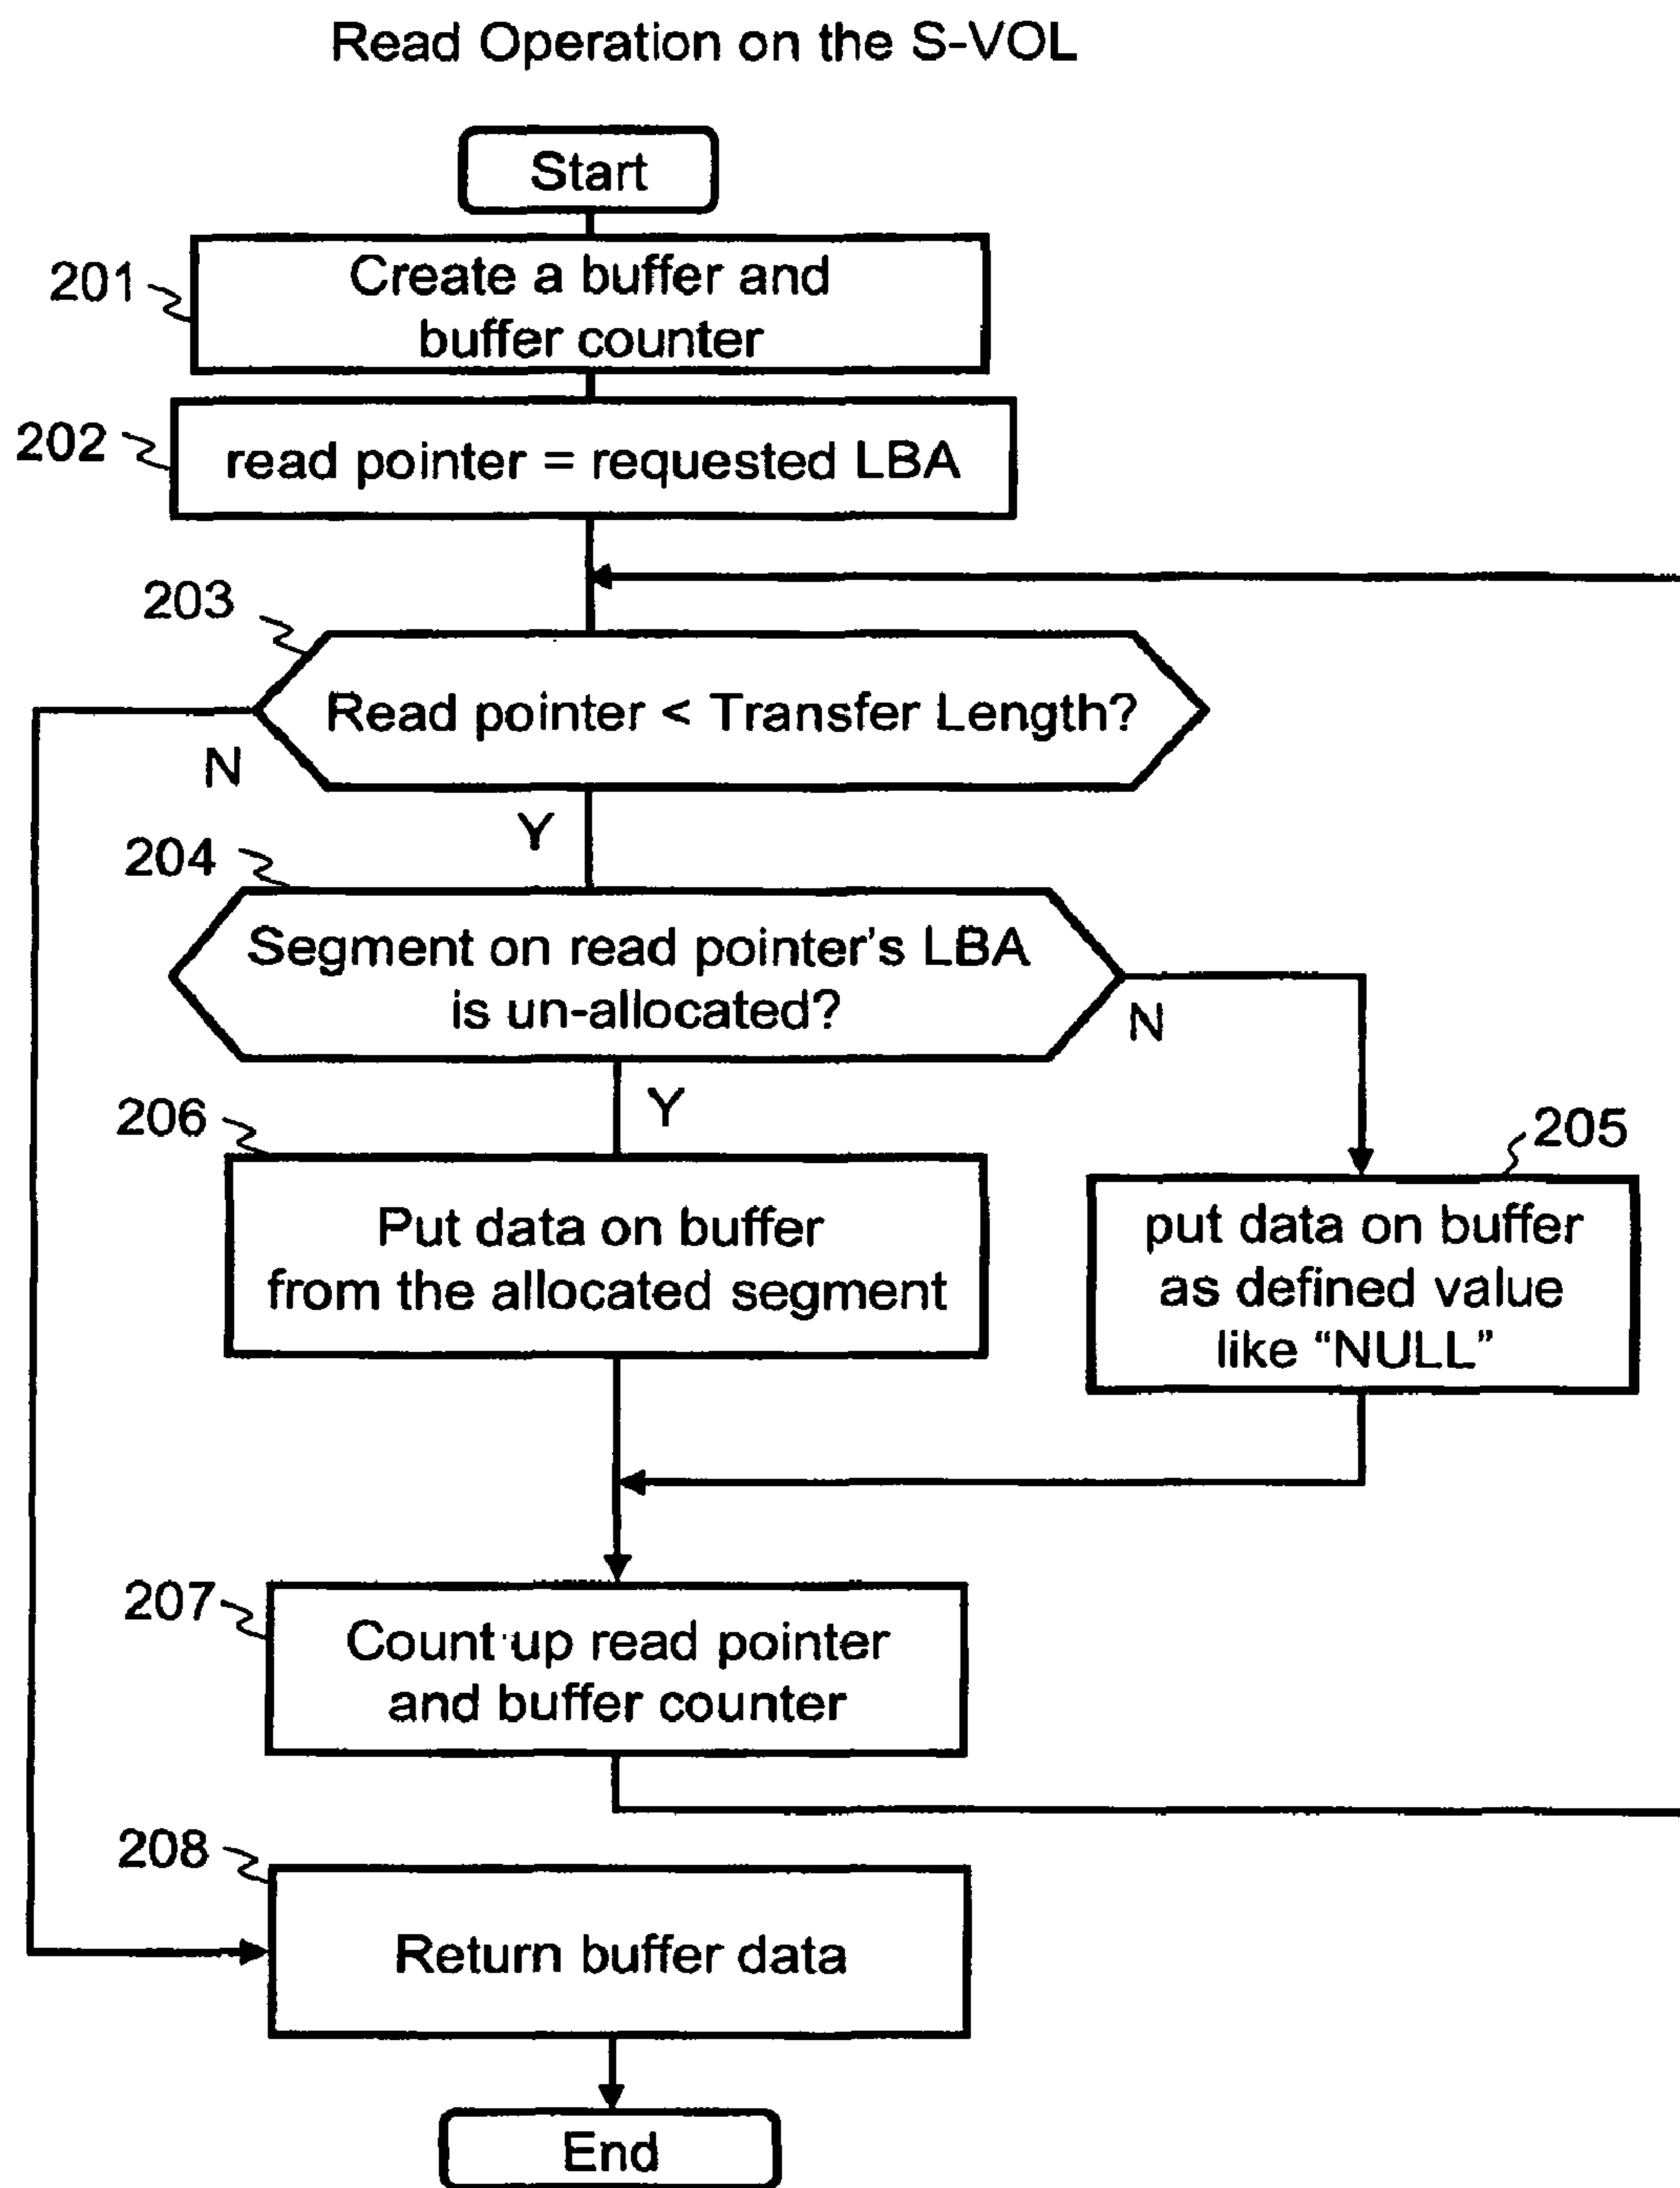 Read Operation on the S-VOL
Start
201
Create a buffer and
buffer counter
202
read pointer = requested LBA
203
Read pointer < Transfer Length?
N
Y
204
Segment on read pointer's LBA
is un-allocated?
N
Y
206
205
Put data on buffer
from the allocated segment
put data on buffer
as defined value
like “NULL”
207
Count up read pointer
and buffer counter
208
Return buffer data
End